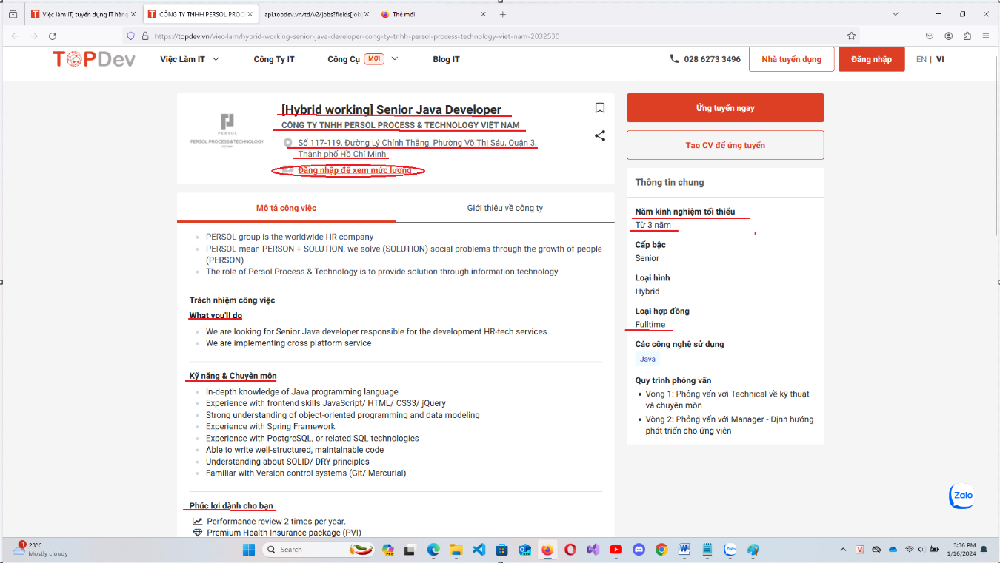 Việc làm IT, tuyển dụng IT hàng
CÔNG TY TNHH PERSOL PROC
api.topdev.vn/td/v2/jobs?fields[job
Thẻ mới
https://topdev.vn/viec-lam/hybrid-working-senior-java-developer-cong-ty-tnhh-persol-process-technology-viet-nam-2032530
TOPDev
Việc Làm IT
Công Ty IT
Công Cụ MỚI
Blog IT
028 6273 3496
Nhà tuyển dụng
Đăng nhập
EN | VI
PERSOL
PERSOL PROCESS & TECHNOLOGY
VIETNAM
[Hybrid working] Senior Java Developer
CÔNG TY TNHH PERSOL PROCESS & TECHNOLOGY VIỆT NAM
Số 117-119, Đường Lý Chính Thắng, Phường Võ Thị Sáu, Quận 3,
Thành phố Hồ Chí Minh
Đăng nhập để xem mức lương
Mô tả công việc
Giới thiệu về công ty
PERSOL group is the worldwide HR company
PERSOL mean PERSON + SOLUTION, we solve (SOLUTION) social problems through the growth of people
(PERSON)
The role of Persol Process & Technology is to provide solution through information technology
Trách nhiệm công việc
What you'll do
We are looking for Senior Java developer responsible for the development HR-tech services
We are implementing cross platform service
Kỹ năng & Chuyên môn
In-depth knowledge of Java programming language
Experience with frontend skills JavaScript/ HTML/ CSS3/ jQuery
Strong understanding of object-oriented programming and data modeling
Experience with Spring Framework
Experience with PostgreSQL, or related SQL technologies
Able to write well-structured, maintainable code
Understanding about SOLID/ DRY principles
Familiar with Version control systems (Git/ Mercurial)
Phúc lợi dành cho bạn
Performance review 2 times per year.
Premium Health Insurance package (PVI)
Ứng tuyển ngay
Tạo CV để ứng tuyển
Thông tin chung
Năm kinh nghiệm tối thiểu
Từ 3 năm
Cấp bậc
Senior
Loại hình
Hybrid
Loại hợp đồng
Fulltime
Các công nghệ sử dụng
Java
Quy trình phỏng vấn
Vòng 1: Phỏng vấn với Technical về kỹ thuật
và chuyên môn
Vòng 2: Phỏng vấn với Manager - Định hướng
phát triển cho ứng viên
Zalo
1
23°C
Mostly cloudy
Search
3:36 PM
1/16/2024